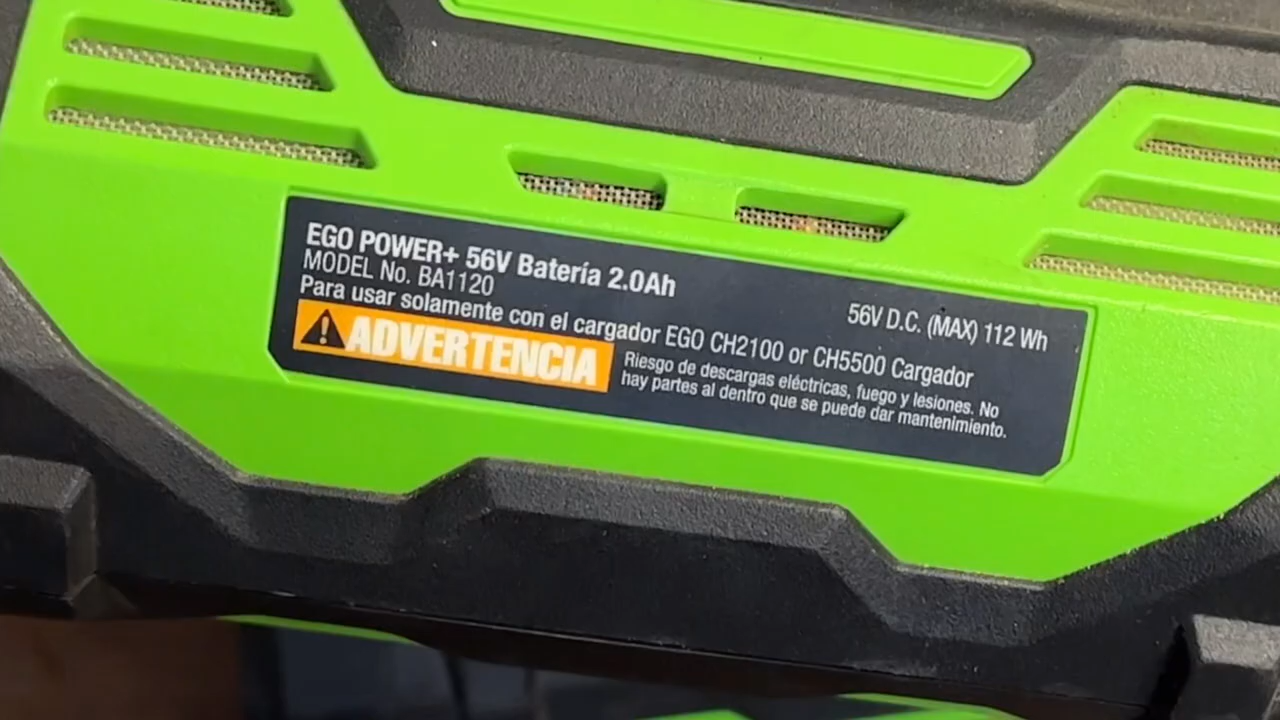 EGO POWER+ 56V Batería 2.0Ah
MODEL No. BA1120
56V D.C. (MAX) 112 Wh
Para usar solamente con el cargador EGO CH2100 or CH5500 Cargador
ADVERTENCIA
Riesgo de descargas eléctricas, fuego y lesiones. No
hay partes al dentro que se puede dar mantenimiento.